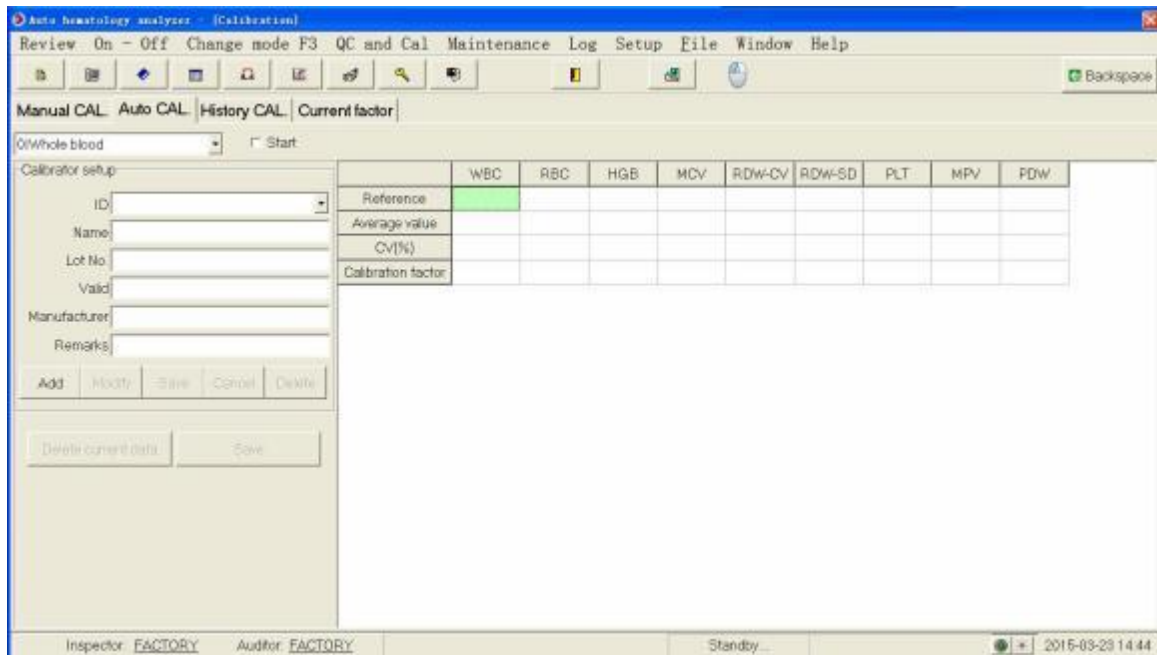 Auto hematology analyzer - [Calibration]
Review On - Off Change mode F3 QC and Cal Maintenance Log Setup File Window Help
Backspace
Manual CAL. Auto CAL. History CAL. Current factor
0/Whole blood Start
Calibrator setup
ID
Name
Lot No.
Valid
Manufacturer
Remarks
Add Modify Save Cancel Delete
Delete current data Save
WBC RBC HGB MCV RDW-CV RDW-SD PLT MPV PDW
Reference
Average value
CV(%)
Calibration factor
Inspector: FACTORY Auditor: FACTORY Standby... 2015-03-23 14:44